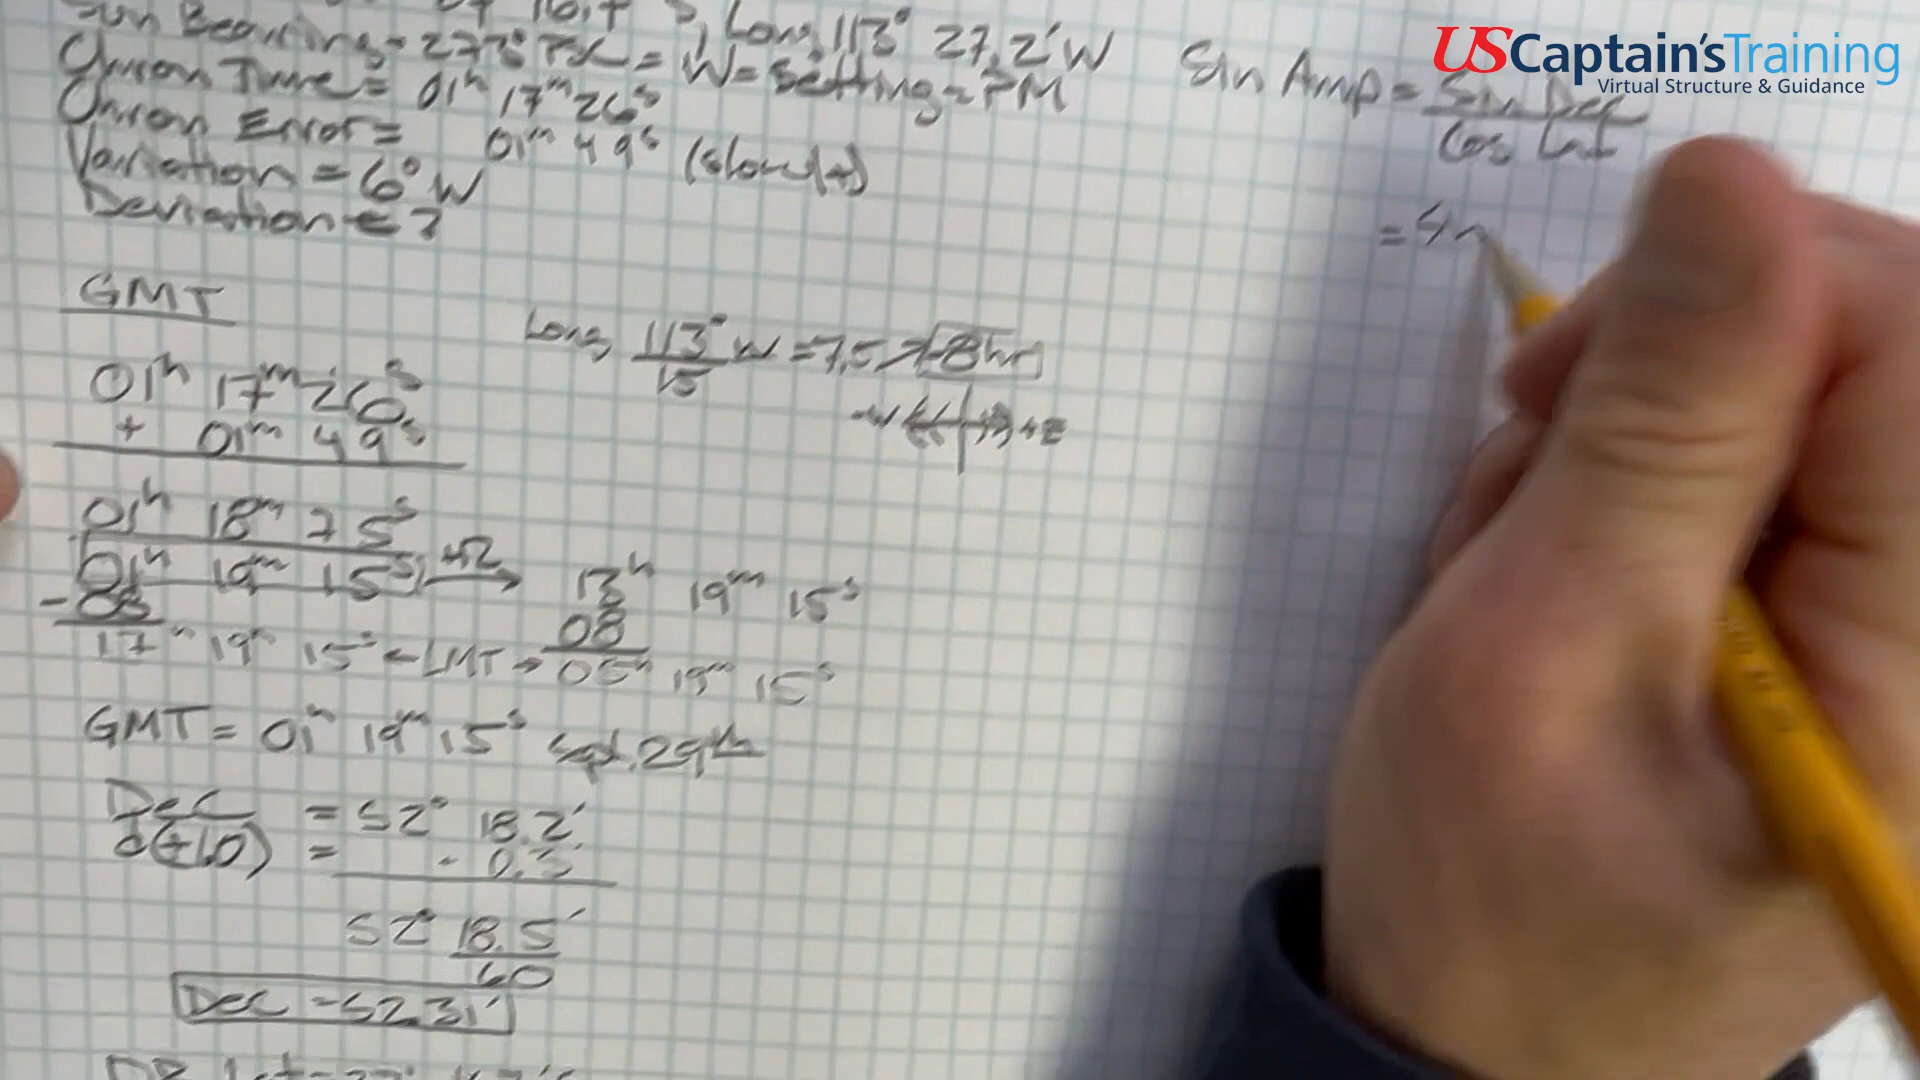 Sun Bearing = 273° PSC = W = setting = PM
Long 113° 27.2' W
Chron Time = 01h 17m 26s
Chron Error = 01m 49s (slow)(+)
Variation = 6° W
Deviation = ?
Sin Amp = Sin Dec
Cos Lat
= Sin
USCaptain'sTraining
Virtual Structure & Guidance
GMT
01h 17m 26s
+ 01m 49s
01h 18m 75s
01h 19m 15s +12 → 13h 19m 15s
- 08 08
17h 19m 15s ← LMT → 05h 19m 15s
Long 113° W = 7.5 > -8hr
15
-W +E
GMT = 01h 19m 15s Sept. 29th
Dec = S2° 18.2'
d(+1.0) = + 0.3'
S2° 18.5'
60
Dec = S2.31'